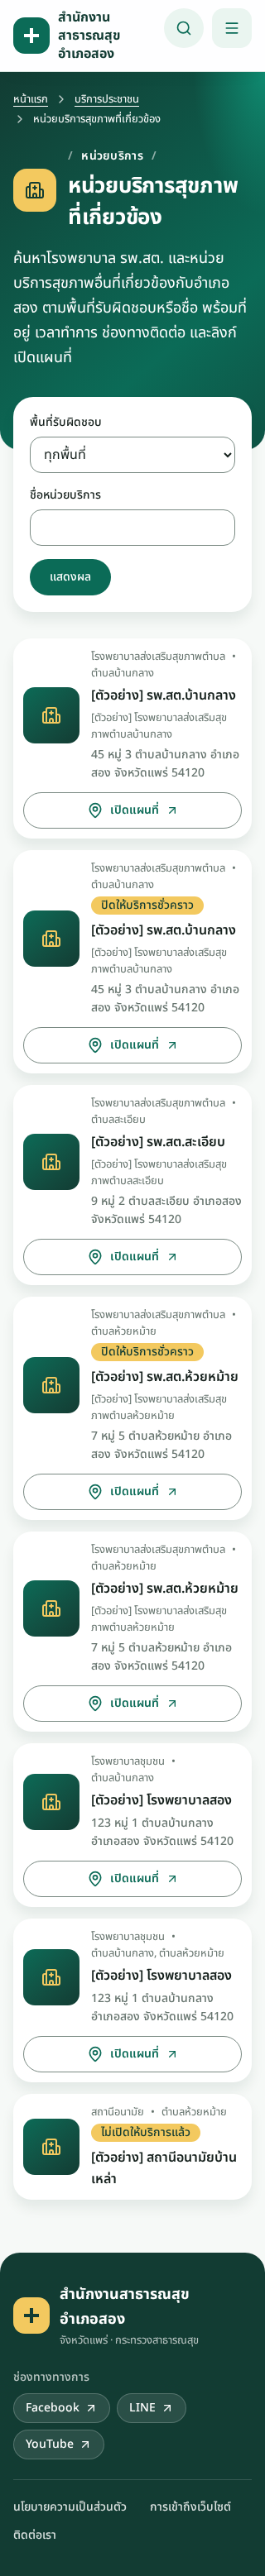 สำนักงาน
สาธารณสุข
อำเภอสอง
หน้าแรก
บริการประชาชน
หน่วยบริการสุขภาพที่เกี่ยวข้อง
/ หน่วยบริการ /
หน่วยบริการสุขภาพ
ที่เกี่ยวข้อง
ค้นหาโรงพยาบาล รพ.สต. และหน่วย
บริการสุขภาพอื่นที่เกี่ยวข้องกับอำเภอ
สอง ตามพื้นที่รับผิดชอบหรือชื่อ พร้อมที่
อยู่ เวลาทำการ ช่องทางติดต่อ และลิงก์
เปิดแผนที่
พื้นที่รับผิดชอบ
ทุกพื้นที่
ชื่อหน่วยบริการ
แสดงผล
โรงพยาบาลส่งเสริมสุขภาพตำบล •
ตำบลบ้านกลาง
[ตัวอย่าง] รพ.สต.บ้านกลาง
[ตัวอย่าง] โรงพยาบาลส่งเสริมสุข
ภาพตำบลบ้านกลาง
45 หมู่ 3 ตำบลบ้านกลาง อำเภอ
สอง จังหวัดแพร่ 54120
เปิดแผนที่
โรงพยาบาลส่งเสริมสุขภาพตำบล •
ตำบลบ้านกลาง
ปิดให้บริการชั่วคราว
[ตัวอย่าง] รพ.สต.บ้านกลาง
[ตัวอย่าง] โรงพยาบาลส่งเสริมสุข
ภาพตำบลบ้านกลาง
45 หมู่ 3 ตำบลบ้านกลาง อำเภอ
สอง จังหวัดแพร่ 54120
เปิดแผนที่
โรงพยาบาลส่งเสริมสุขภาพตำบล •
ตำบลสะเอียบ
[ตัวอย่าง] รพ.สต.สะเอียบ
[ตัวอย่าง] โรงพยาบาลส่งเสริมสุข
ภาพตำบลสะเอียบ
9 หมู่ 2 ตำบลสะเอียบ อำเภอสอง
จังหวัดแพร่ 54120
เปิดแผนที่
โรงพยาบาลส่งเสริมสุขภาพตำบล •
ตำบลห้วยหม้าย
ปิดให้บริการชั่วคราว
[ตัวอย่าง] รพ.สต.ห้วยหม้าย
[ตัวอย่าง] โรงพยาบาลส่งเสริมสุข
ภาพตำบลห้วยหม้าย
7 หมู่ 5 ตำบลห้วยหม้าย อำเภอ
สอง จังหวัดแพร่ 54120
เปิดแผนที่
โรงพยาบาลส่งเสริมสุขภาพตำบล •
ตำบลห้วยหม้าย
[ตัวอย่าง] รพ.สต.ห้วยหม้าย
[ตัวอย่าง] โรงพยาบาลส่งเสริมสุข
ภาพตำบลห้วยหม้าย
7 หมู่ 5 ตำบลห้วยหม้าย อำเภอ
สอง จังหวัดแพร่ 54120
เปิดแผนที่
โรงพยาบาลชุมชน •
ตำบลบ้านกลาง
[ตัวอย่าง] โรงพยาบาลสอง
123 หมู่ 1 ตำบลบ้านกลาง
อำเภอสอง จังหวัดแพร่ 54120
เปิดแผนที่
โรงพยาบาลชุมชน •
ตำบลบ้านกลาง, ตำบลห้วยหม้าย
[ตัวอย่าง] โรงพยาบาลสอง
123 หมู่ 1 ตำบลบ้านกลาง
อำเภอสอง จังหวัดแพร่ 54120
เปิดแผนที่
สถานีอนามัย • ตำบลห้วยหม้าย
ไม่เปิดให้บริการแล้ว
[ตัวอย่าง] สถานีอนามัยบ้าน
เหล่า
สำนักงานสาธารณสุข
อำเภอสอง
จังหวัดแพร่ · กระทรวงสาธารณสุข
ช่องทางทางการ
Facebook
LINE
YouTube
นโยบายความเป็นส่วนตัว
การเข้าถึงเว็บไซต์
ติดต่อเรา